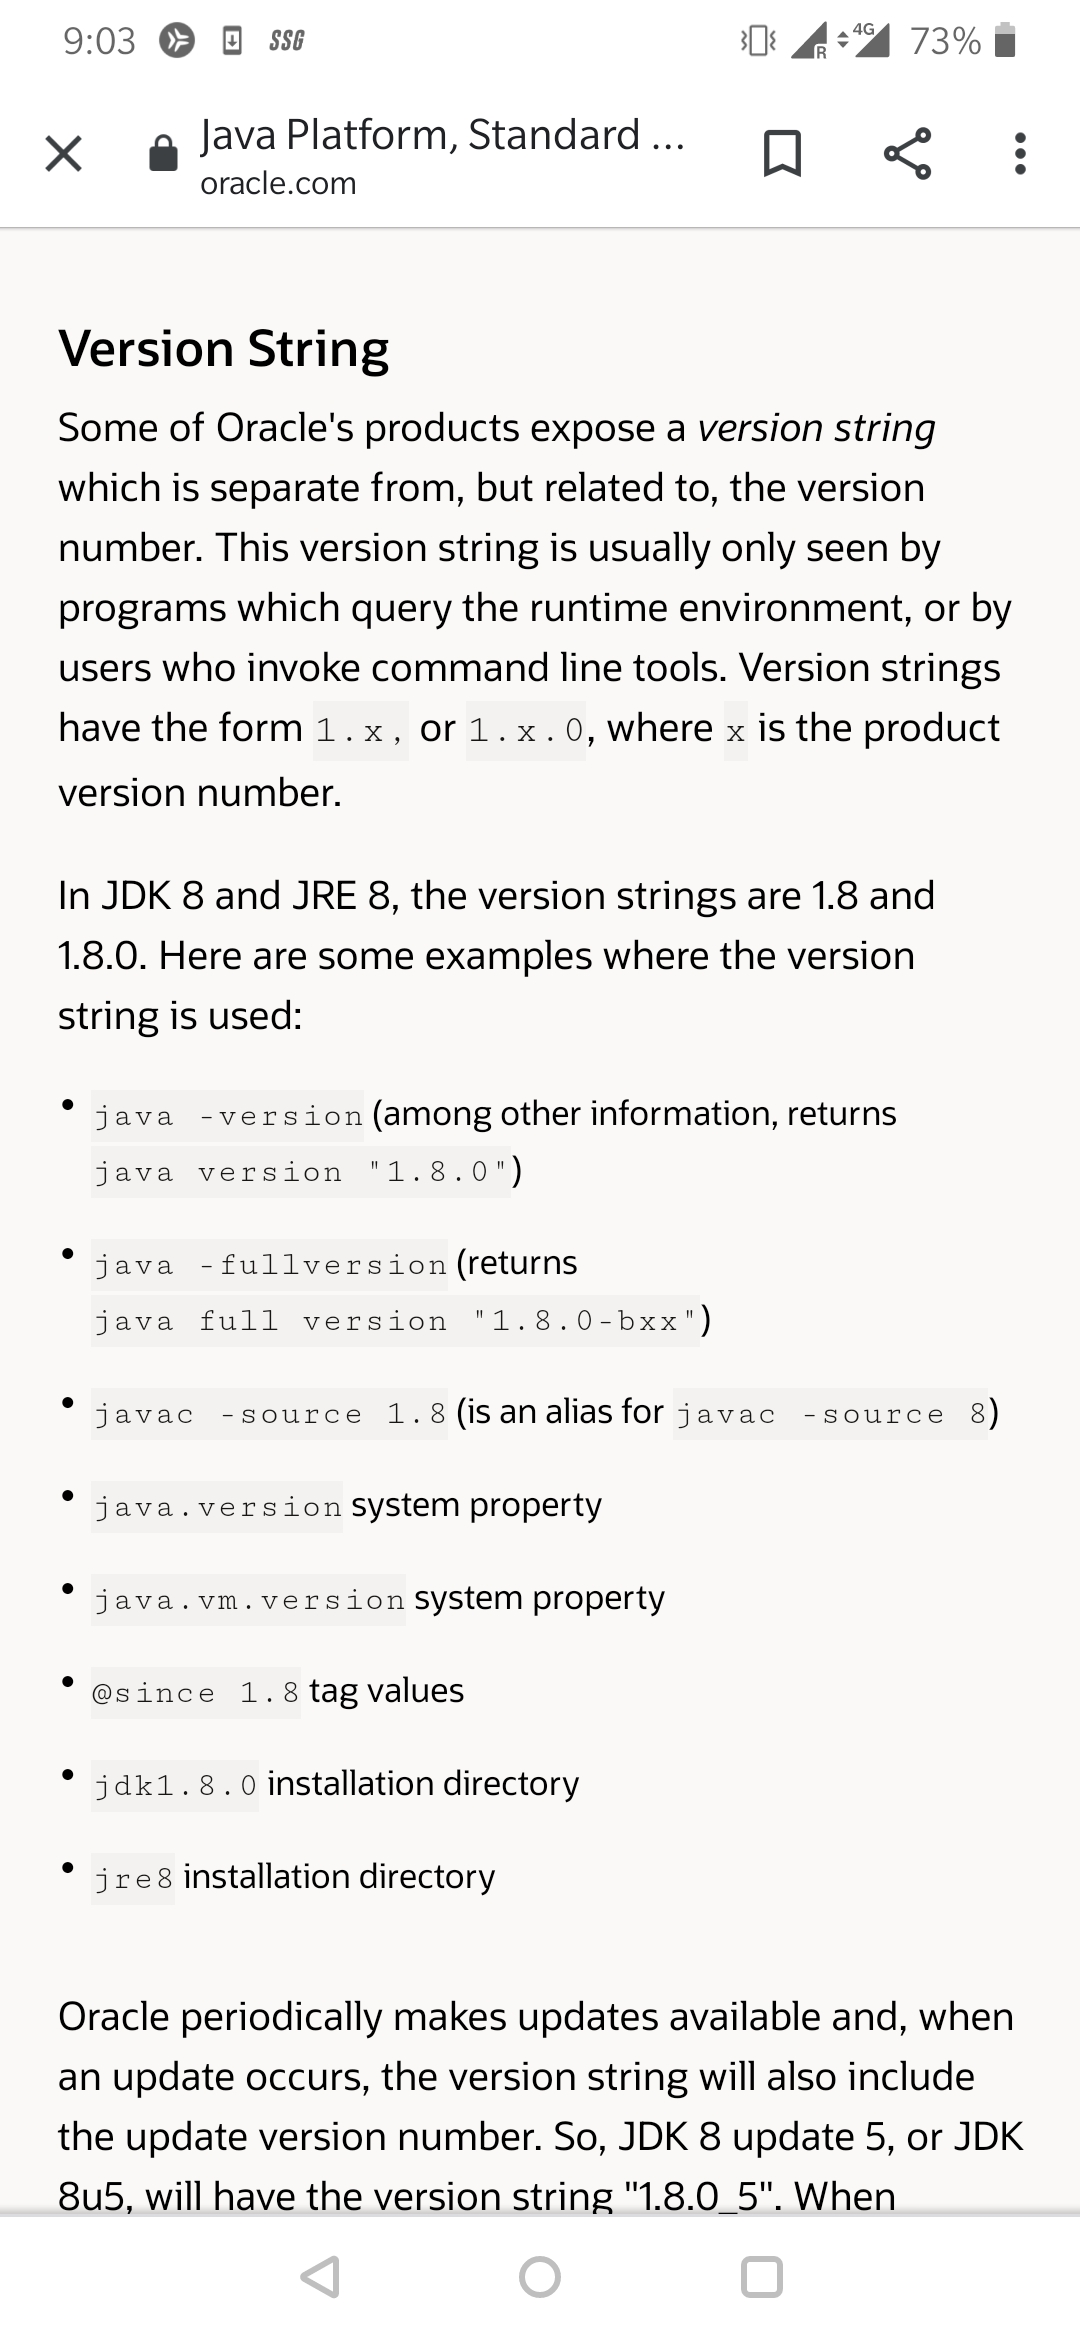 9:03 SSG R 4G 73%
Java Platform, Standard ...
oracle.com
Version String
Some of Oracle's products expose a version string
which is separate from, but related to, the version
number. This version string is usually only seen by
programs which query the runtime environment, or by
users who invoke command line tools. Version strings
have the form 1.x, or 1.x.0, where x is the product
version number.
In JDK 8 and JRE 8, the version strings are 1.8 and
1.8.0. Here are some examples where the version
string is used:
• java -version (among other information, returns
java version "1.8.0")
• java -fullversion (returns
java full version "1.8.0-bxx")
• javac -source 1.8 (is an alias for javac -source 8)
• java.version system property
• java.vm.version system property
• @since 1.8 tag values
• jdk1.8.0 installation directory
• jre8 installation directory
Oracle periodically makes updates available and, when
an update occurs, the version string will also include
the update version number. So, JDK 8 update 5, or JDK
8u5, will have the version string "1.8.0_5". When